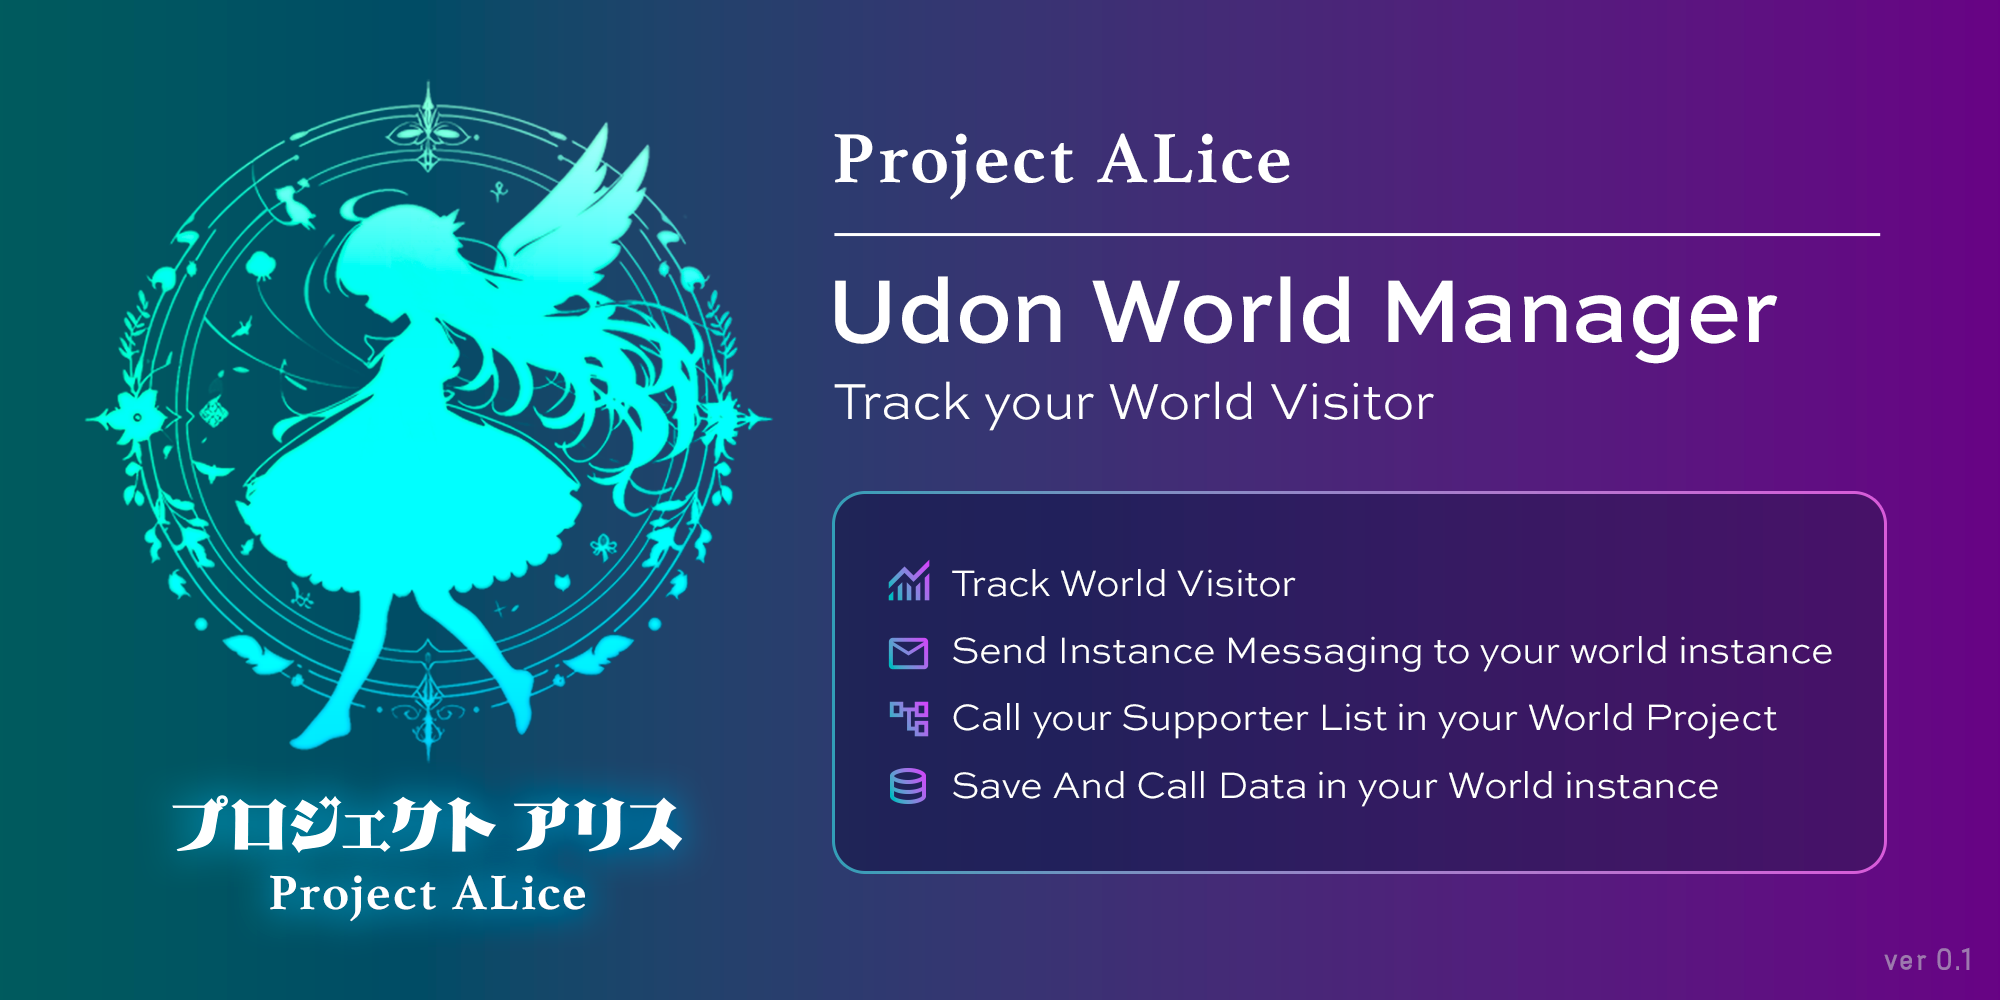 プロジェクト アリス
Project ALice
Project ALice
Udon World Manager
Track your World Visitor
Track World Visitor
Send Instance Messaging to your world instance
Call your Supporter List in your World Project
Save And Call Data in your World instance
ver 0.1